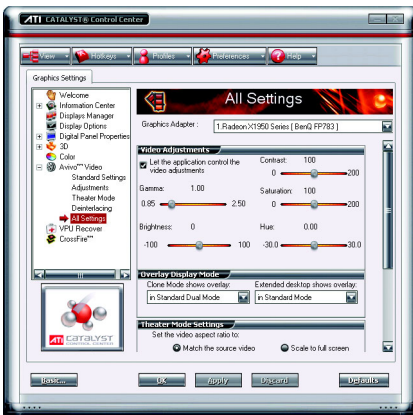 ATI CATALYST® Control Center
View Hotkeys Profiles Preferences Help
Graphics Settings
Welcome
Information Center
Displays Manager
Display Options
Digital Panel Properties
3D
Color
Avivo™ Video
Standard Settings
Adjustments
Theater Mode
Deinterlacing
All Settings
VPU Recover
CrossFire™
ATI CATALYST
CONTROL CENTER
All Settings
Graphics Adapter : 1.Radeon X1950 Series [ BenQ FP783 ]
Video Adjustments
Let the application control the
video adjustments
Contrast: 100
0 200
Gamma: 1.00
0.85 2.50
Saturation: 100
0 200
Brightness: 0
-100 100
Hue: 0.00
-30.0 30.0
Overlay Display Mode
Clone Mode shows overlay: Extended desktop shows overlay:
in Standard Dual Mode in Standard Mode
Theater Mode Settings
Set the video aspect ratio to:
Match the source video Scale to full screen
Basic... OK Apply Discard Defaults